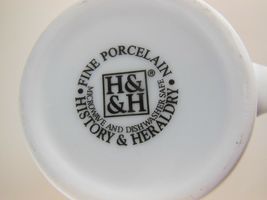 • FINE PORCELAIN •
H&
&H
®
MICROWAVE AND DISHWASHER SAFE
HISTORY & HERALDRY